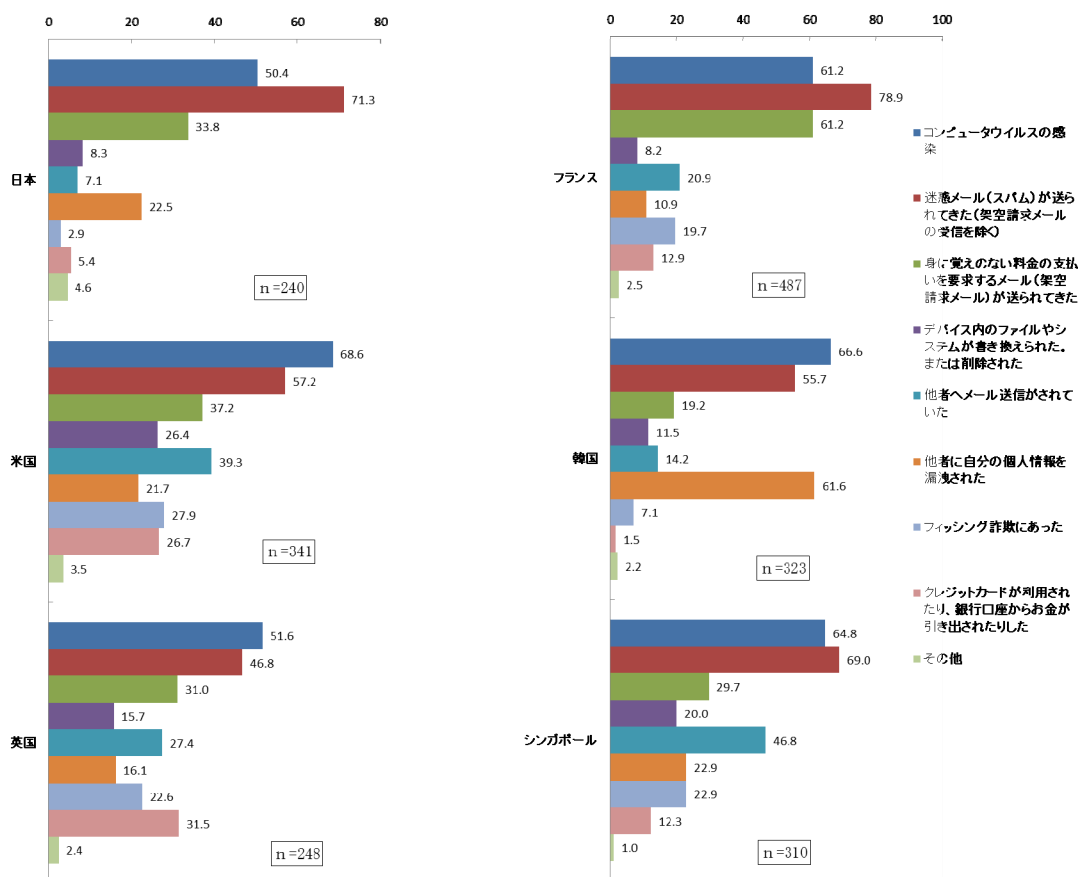 0 20 40 60 80
日本
50.4
71.3
33.8
8.3
7.1
22.5
2.9
5.4
4.6
n=240
米国
68.6
57.2
37.2
26.4
39.3
21.7
27.9
26.7
3.5
n=341
英国
51.6
46.8
31.0
15.7
27.4
16.1
22.6
31.5
2.4
n=248
0 20 40 60 80 100
フランス
61.2
78.9
61.2
8.2
20.9
10.9
19.7
12.9
2.5
n=487
韓国
66.6
55.7
19.2
11.5
14.2
61.6
7.1
1.5
2.2
n=323
シンガポール
64.8
69.0
29.7
20.0
46.8
22.9
22.9
12.3
1.0
n=310
コンピュータウイルスの感
染
迷惑メール(スパム)が送ら
れてきた(架空請求メール
の受信を除く)
身に覚えのない料金の支払
いを要求するメール(架空
請求メール)が送られてきた
デバイス内のファイルやシ
ステムが書き換えられた。
または削除された
他者へメール送信がされて
いた
他者に自分の個人情報を
漏洩された
フィッシング詐欺にあった
クレジットカードが利用され
たり、銀行口座からお金が
引き出されたりした
その他